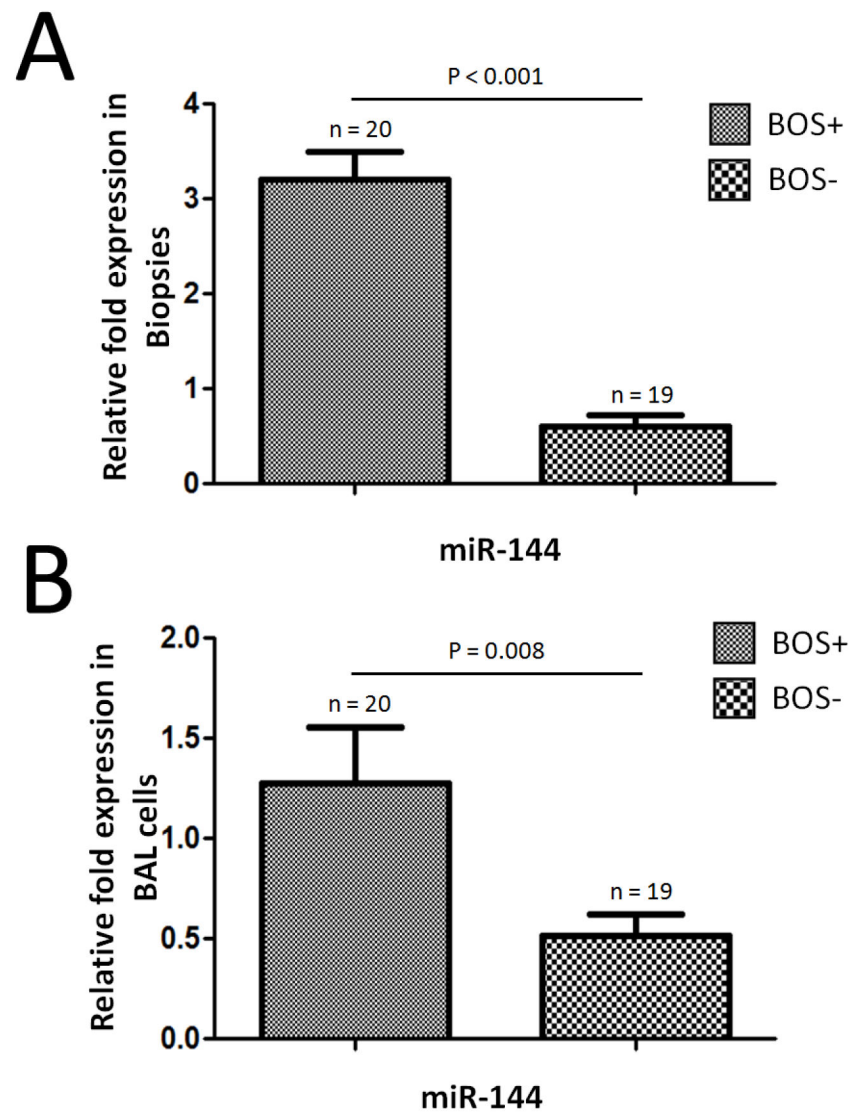 A
P < 0.001
Relative fold expression in
Biopsies
4
3
2
1
0
n = 20
n = 19
BOS+
BOS-
miR-144
B
P = 0.008
Relative fold expression in
BAL cells
2.0
1.5
1.0
0.5
0.0
n = 20
n = 19
BOS+
BOS-
miR-144